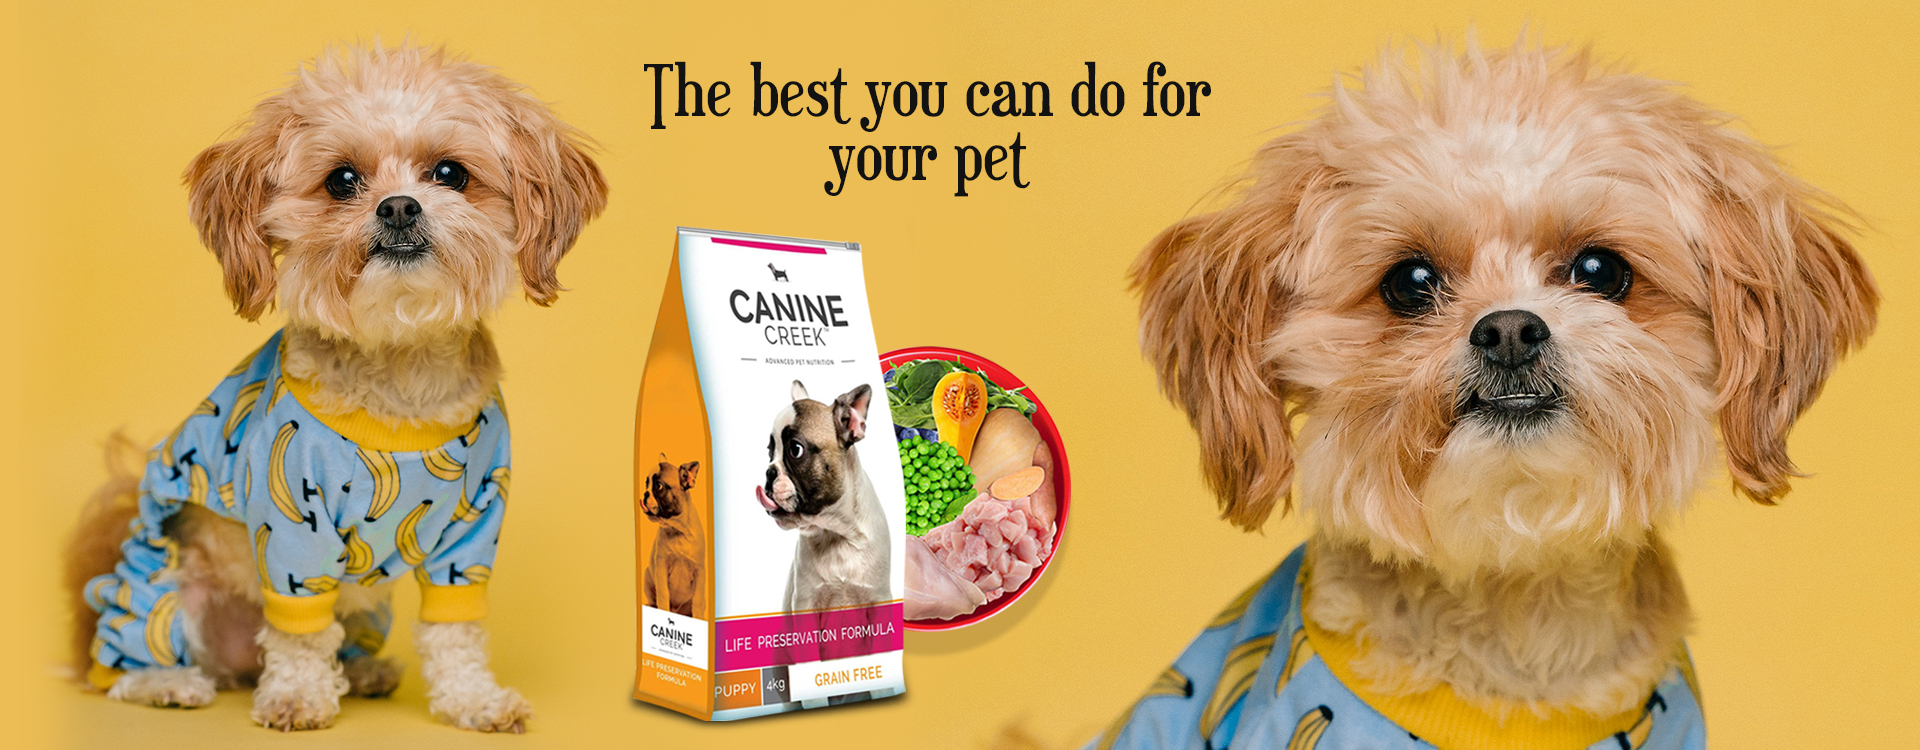 The best you can do for
your pet
CANINE
CREEK™
ADVANCED PET NUTRITION
LIFE PRESERVATION FORMULA
PUPPY 4kg GRAIN FREE
CANINE
CREEK
LIFE PRESERVATION
FORMULA